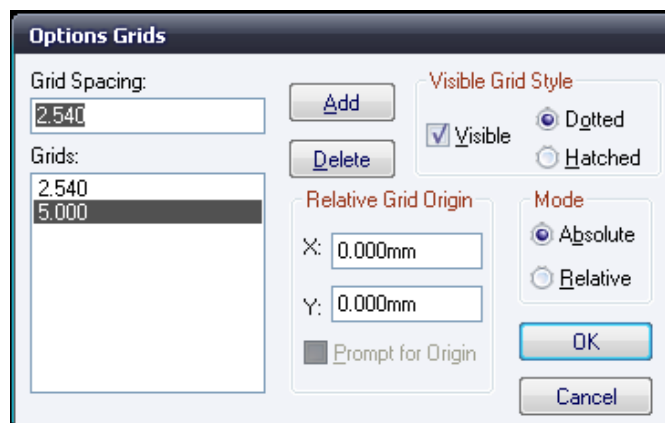 Options Grids
Grid Spacing:
2.540
Add
Delete
Grids:
2.540
5.000
Visible Grid Style
Visible
Dotted
Hatched
Relative Grid Origin
X: 0.000mm
Y: 0.000mm
Prompt for Origin
Mode
Absolute
Relative
OK
Cancel